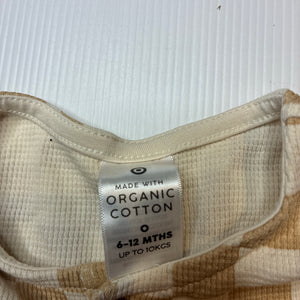 MADE WITH
ORGANIC
COTTON
0
6-12 MTHS
UP TO 10KGS